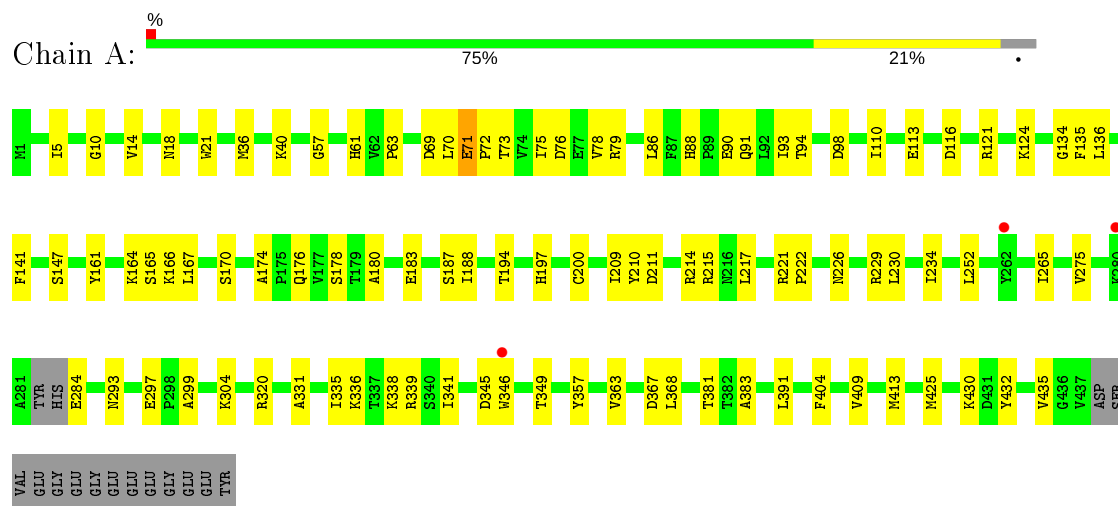 %
Chain A:
75% 21% •
M1 I5 G10 V14 N18 W21 M36 K40 G57 H61 V62 P63 D69 L70 E71 P72 T73 V74 I75 D76 E77 V78 R79 L86 F87 H88 P89 E90 Q91 L92 I93 T94 D98 I110 E113 D116 R121 K124 G134 F135 L136
F141 S147 Y161 K164 S165 K166 L167 S170 A174 P175 Q176 V177 S178 T179 A180 E183 S187 I188 T194 H197 C200 I209 Y210 D211 R214 R215 N216 L217 R221 P222 N226 R229 L230 I234 L252 Y262 I265 V275 K280
A281 TYR HIS E284 N293 E297 P298 A299 K304 R320 A331 I335 K336 T337 K338 R339 S340 I341 D345 W346 T349 Y357 V363 D367 L368 T381 T382 A383 L391 F404 V409 M413 M425 K430 D431 Y432 V435 G436 V437 ASP SER
VAL GLU GLY GLU GLY GLU GLU GLU GLY GLU GLU TYR